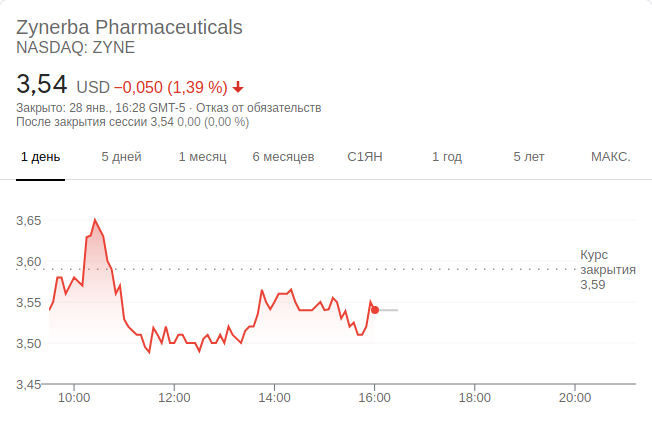 Zynerba Pharmaceuticals
NASDAQ: ZYNE
3,54 USD −0,050 (1,39 %)
Закрыто: 28 янв., 16:28 GMT-5 · Отказ от обязательств
После закрытия сессии 3,54 0,00 (0,00 %)
1 день 5 дней 1 месяц 6 месяцев С1ЯН 1 год 5 лет МАКС.
3,65
3,60
3,55
3,50
3,45
Курс
закрытия
3,59
10:00 12:00 14:00 16:00 18:00 20:00